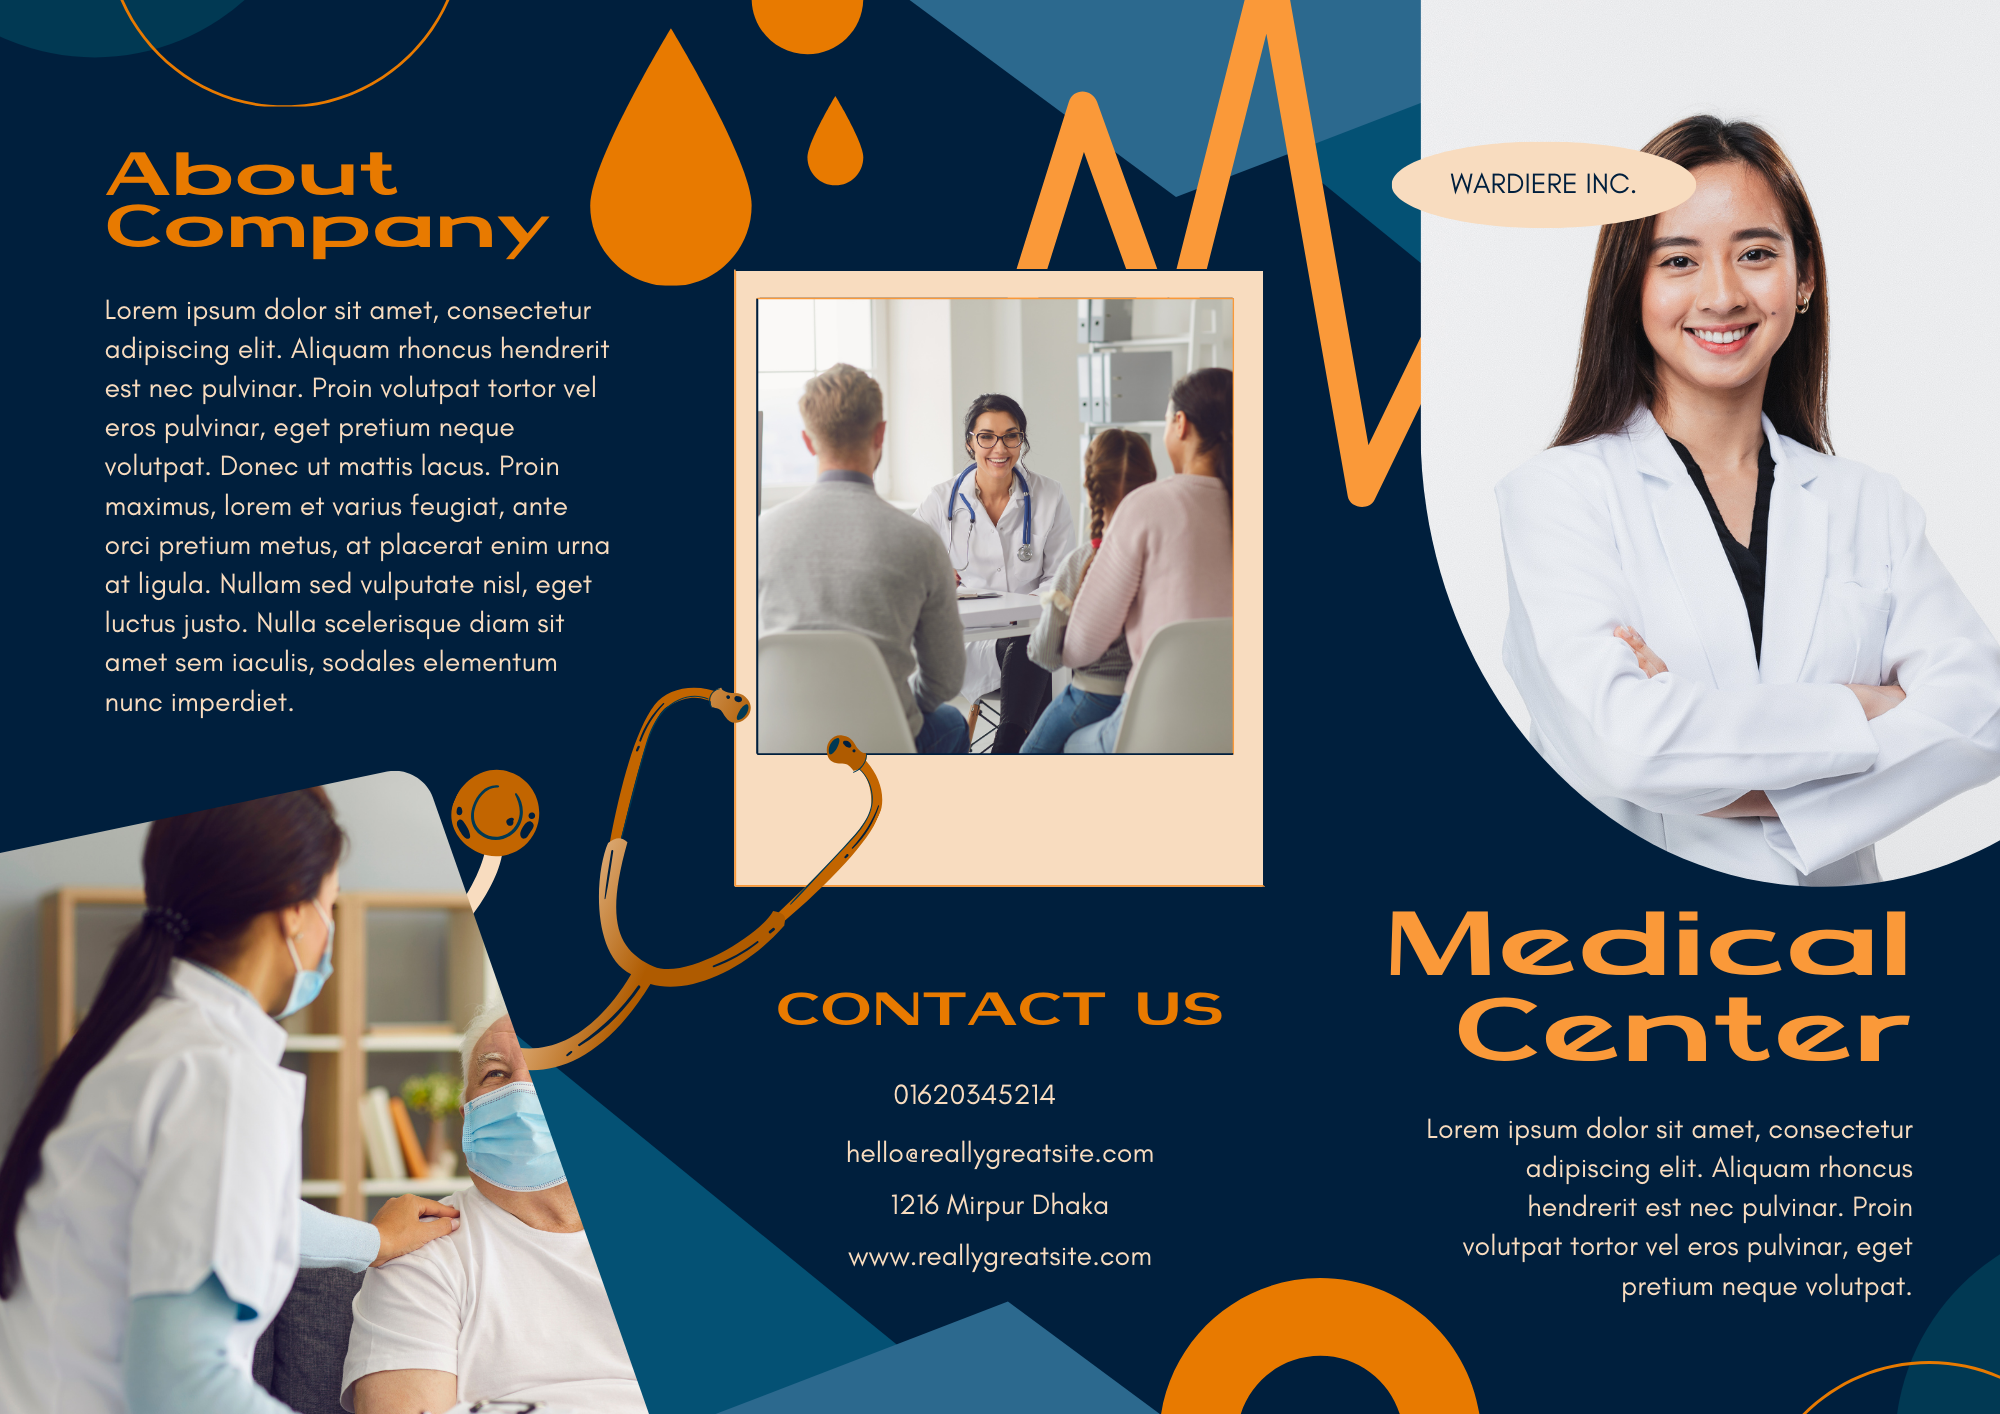 About
Company
Lorem ipsum dolor sit amet, consectetur
adipiscing elit. Aliquam rhoncus hendrerit
est nec pulvinar. Proin volutpat tortor vel
eros pulvinar, eget pretium neque
volutpat. Donec ut mattis lacus. Proin
maximus, lorem et varius feugiat, ante
orci pretium metus, at placerat enim urna
at ligula. Nullam sed vulputate nisl, eget
luctus justo. Nulla scelerisque diam sit
amet sem iaculis, sodales elementum
nunc imperdiet.
CONTACT US
01620345214
hello@reallygreatsite.com
1216 Mirpur Dhaka
www.reallygreatsite.com
WARDIERE INC.
Medical
Center
Lorem ipsum dolor sit amet, consectetur
adipiscing elit. Aliquam rhoncus
hendrerit est nec pulvinar. Proin
volutpat tortor vel eros pulvinar, eget
pretium neque volutpat.